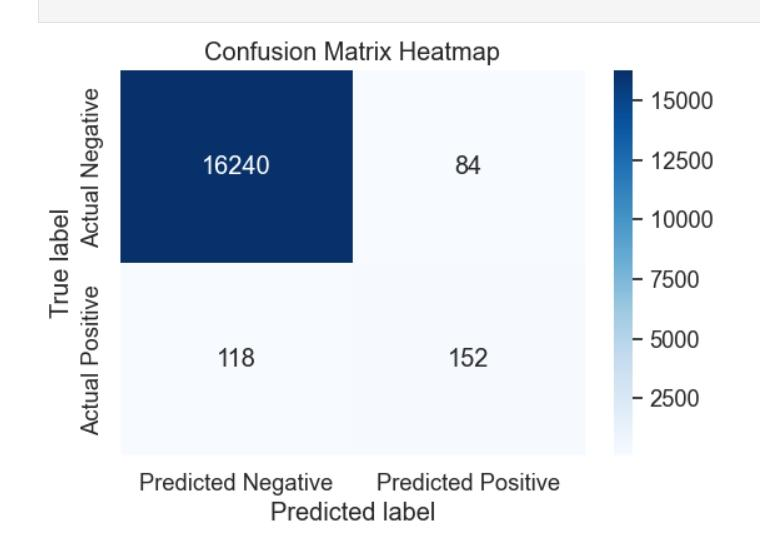 Confusion Matrix Heatmap
True label
Actual Negative
Actual Positive
16240
84
118
152
Predicted Negative
Predicted Positive
Predicted label
15000
12500
10000
7500
5000
2500